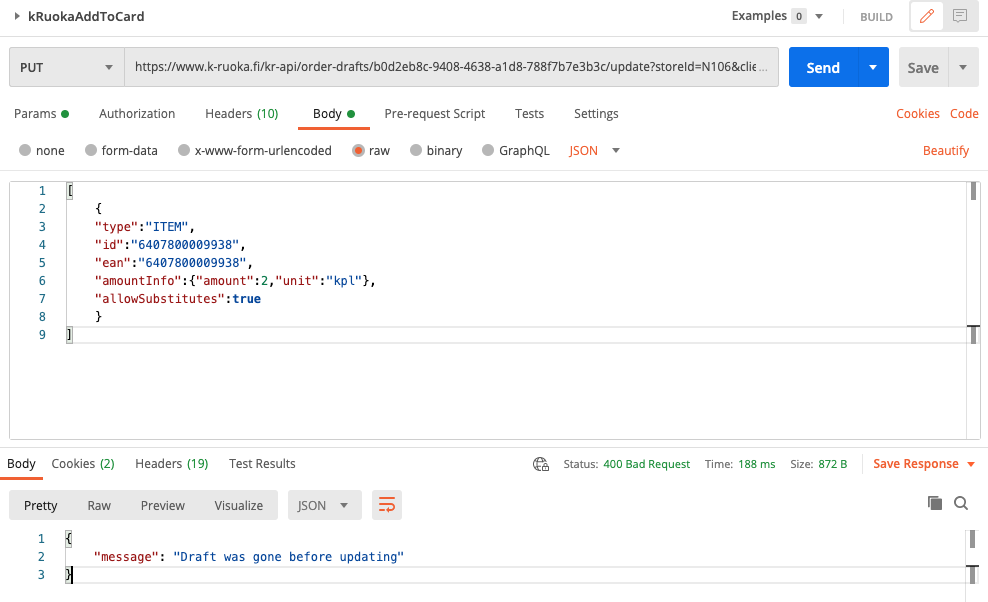 kRuokaAddToCard Examples 0 BUILD
PUT https://www.k-ruoka.fi/kr-api/order-drafts/b0d2eb8c-9408-4638-a1d8-788f7b7e3b3c/update?storeId=N106&clie... Send Save
Params Authorization Headers (10) Body Pre-request Script Tests Settings Cookies Code
none form-data x-www-form-urlencoded raw binary GraphQL JSON Beautify
1 [
2 {
3 "type":"ITEM",
4 "id":"6407800009938",
5 "ean":"6407800009938",
6 "amountInfo":{"amount":2,"unit":"kpl"},
7 "allowSubstitutes":true
8 }
9 ]
Body Cookies (2) Headers (19) Test Results Status: 400 Bad Request Time: 188 ms Size: 872 B Save Response
Pretty Raw Preview Visualize JSON
1 {
2 "message": "Draft was gone before updating"
3 }